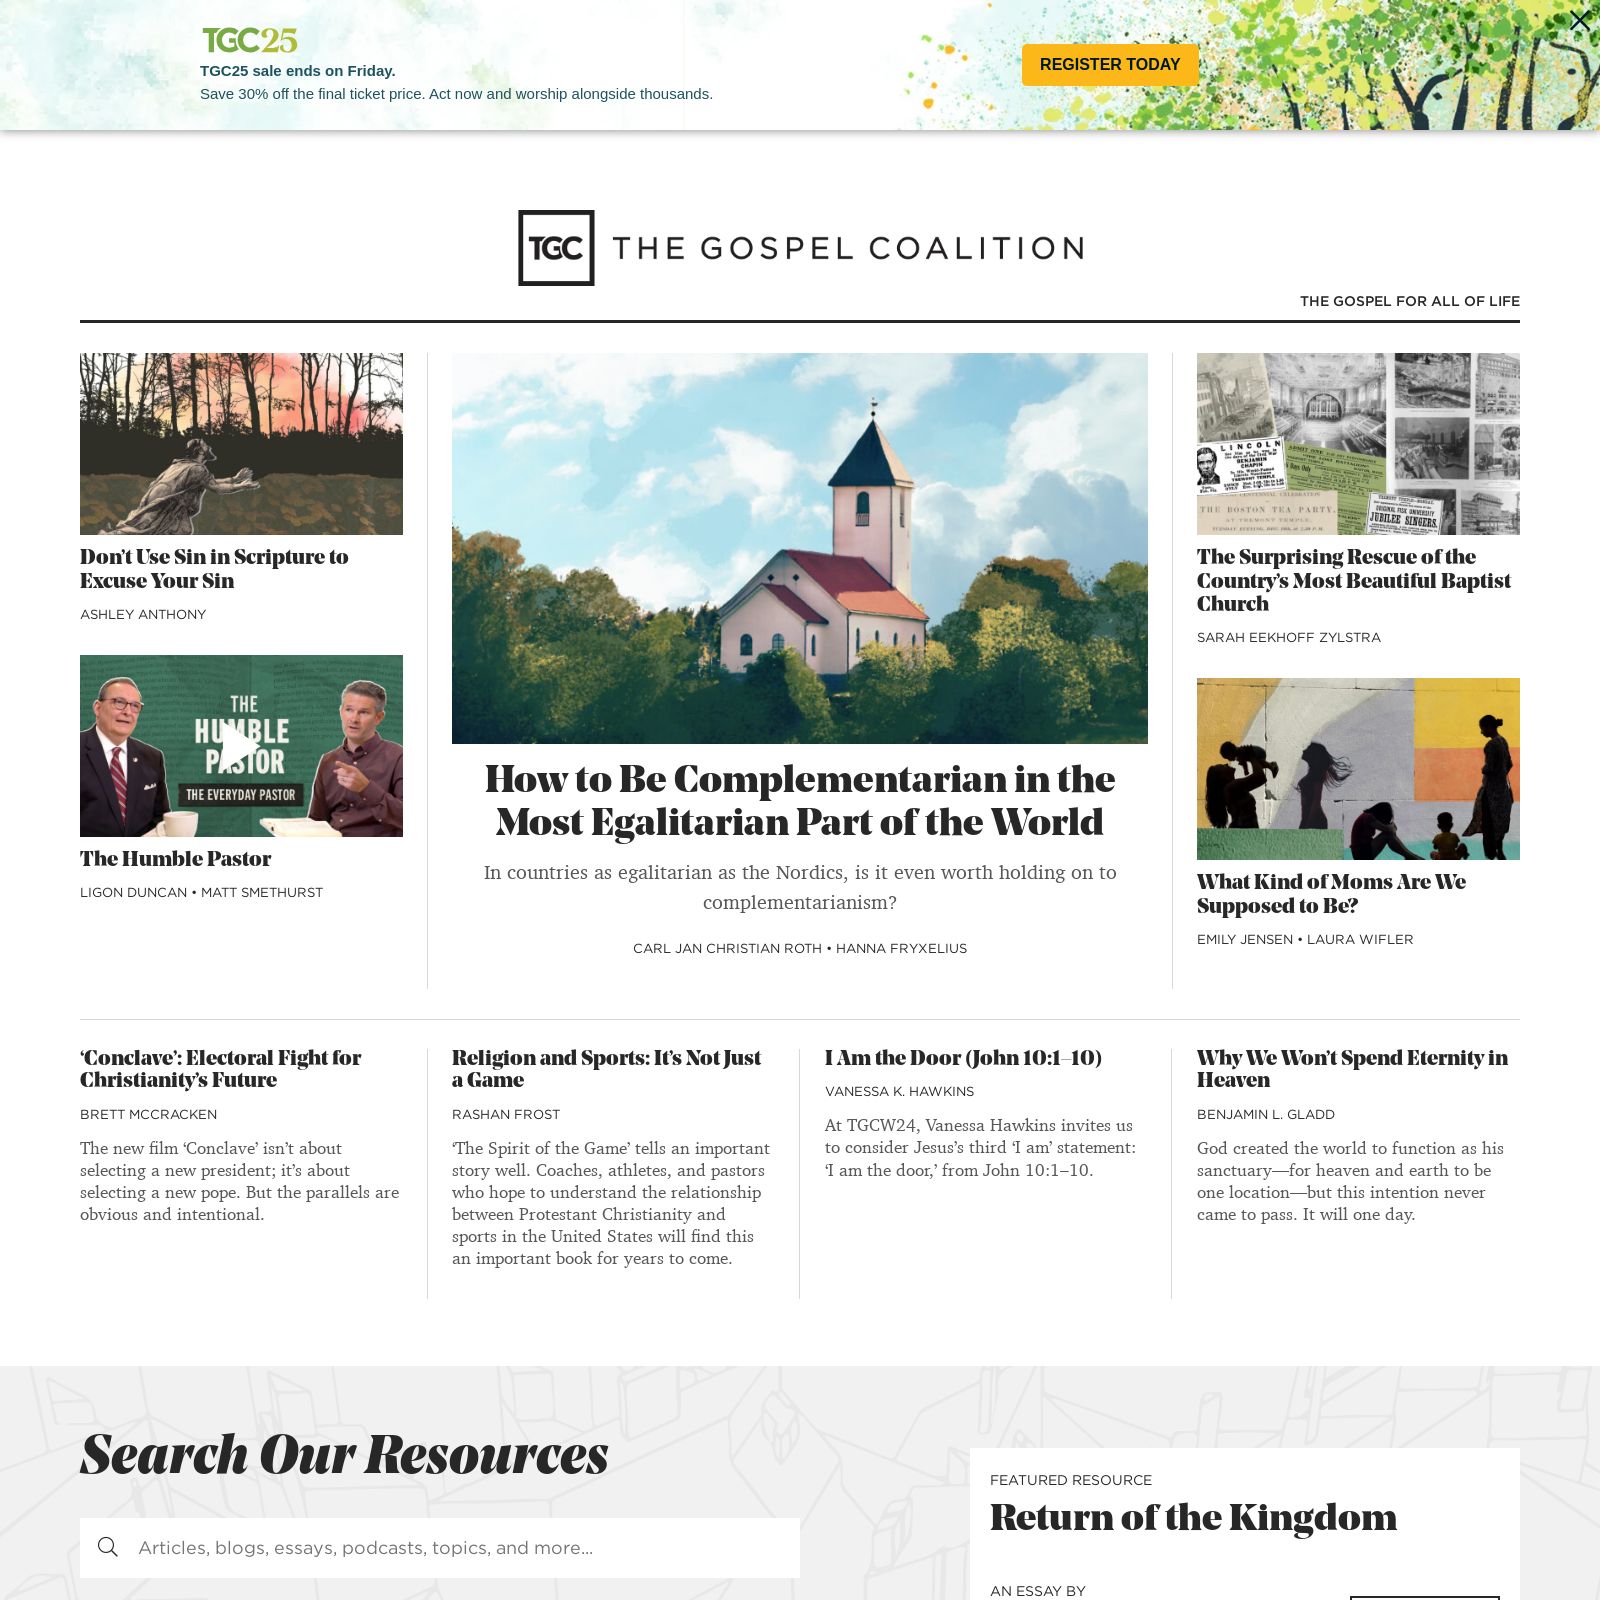 TGC25
TGC25 sale ends on Friday.
Save 30% off the final ticket price. Act now and worship alongside thousands.
REGISTER TODAY
TGC THE GOSPEL COALITION
THE GOSPEL FOR ALL OF LIFE
Don’t Use Sin in Scripture to
Excuse Your Sin
ASHLEY ANTHONY
THE
HUMBLE
PASTOR
THE EVERYDAY PASTOR
The Humble Pastor
LIGON DUNCAN • MATT SMETHURST
How to Be Complementarian in the
Most Egalitarian Part of the World
In countries as egalitarian as the Nordics, is it even worth holding on to
complementarianism?
CARL JAN CHRISTIAN ROTH • HANNA FRYXELIUS
LINCOLN
BENJAMIN
CHAPIN
THE BOSTON TEA PARTY,
AT TREMONT TEMPLE.
ORIGINAL FISK UNIVERSITY
JUBILEE SINGERS.
The Surprising Rescue of the
Country’s Most Beautiful Baptist
Church
SARAH EEKHOFF ZYLSTRA
What Kind of Moms Are We
Supposed to Be?
EMILY JENSEN • LAURA WIFLER
‘Conclave’: Electoral Fight for
Christianity’s Future
BRETT MCCRACKEN
The new film ‘Conclave’ isn’t about
selecting a new president; it’s about
selecting a new pope. But the parallels are
obvious and intentional.
Religion and Sports: It’s Not Just
a Game
RASHAN FROST
‘The Spirit of the Game’ tells an important
story well. Coaches, athletes, and pastors
who hope to understand the relationship
between Protestant Christianity and
sports in the United States will find this
an important book for years to come.
I Am the Door (John 10:1–10)
VANESSA K. HAWKINS
At TGCW24, Vanessa Hawkins invites us
to consider Jesus’s third ‘I am’ statement:
‘I am the door,’ from John 10:1–10.
Why We Won’t Spend Eternity in
Heaven
BENJAMIN L. GLADD
God created the world to function as his
sanctuary—for heaven and earth to be
one location—but this intention never
came to pass. It will one day.
Search Our Resources
Articles, blogs, essays, podcasts, topics, and more...
FEATURED RESOURCE
Return of the Kingdom
AN ESSAY BY